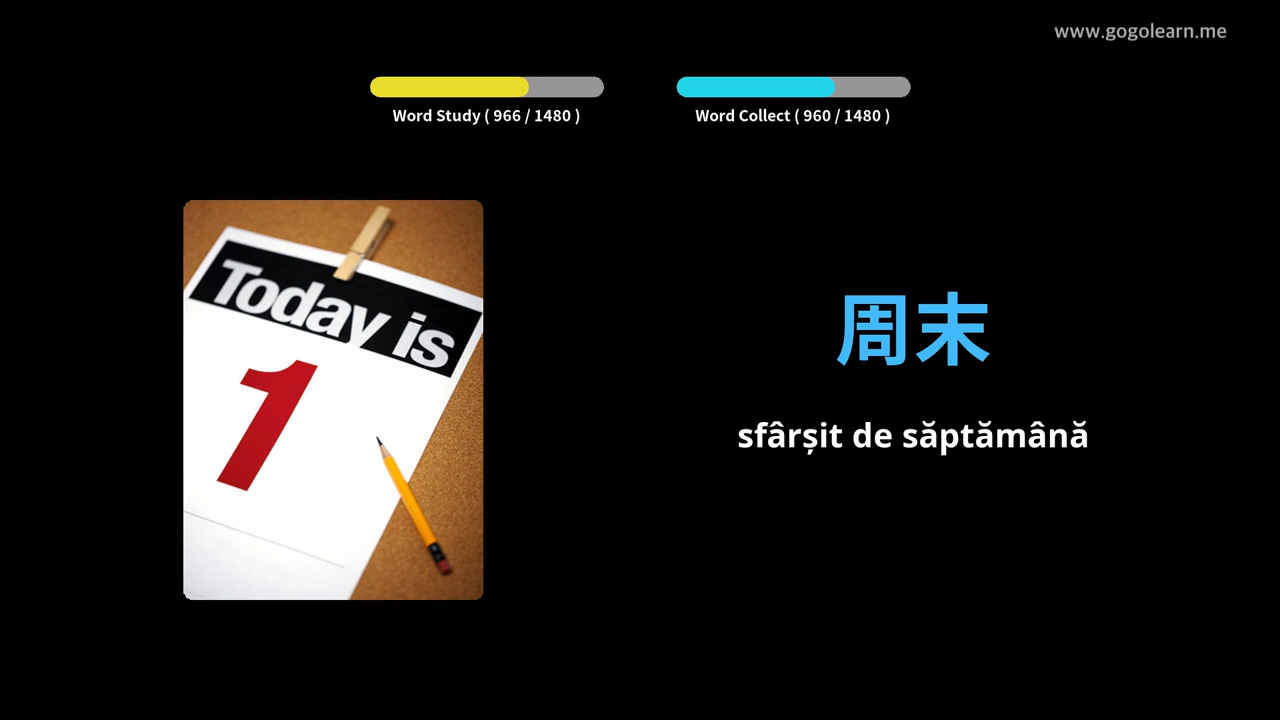 www.gogolearn.me
Word Study ( 966 / 1480 )
Word Collect ( 960 / 1480 )
Today is
1
周末
sfârșit de săptămână